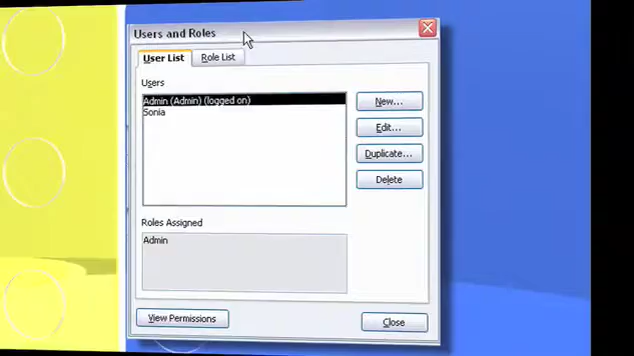 Users and Roles
User List
Role List
Users
Admin (Admin) (logged on)
Sonia
New...
Edit...
Duplicate...
Delete
Roles Assigned
Admin
View Permissions
Close